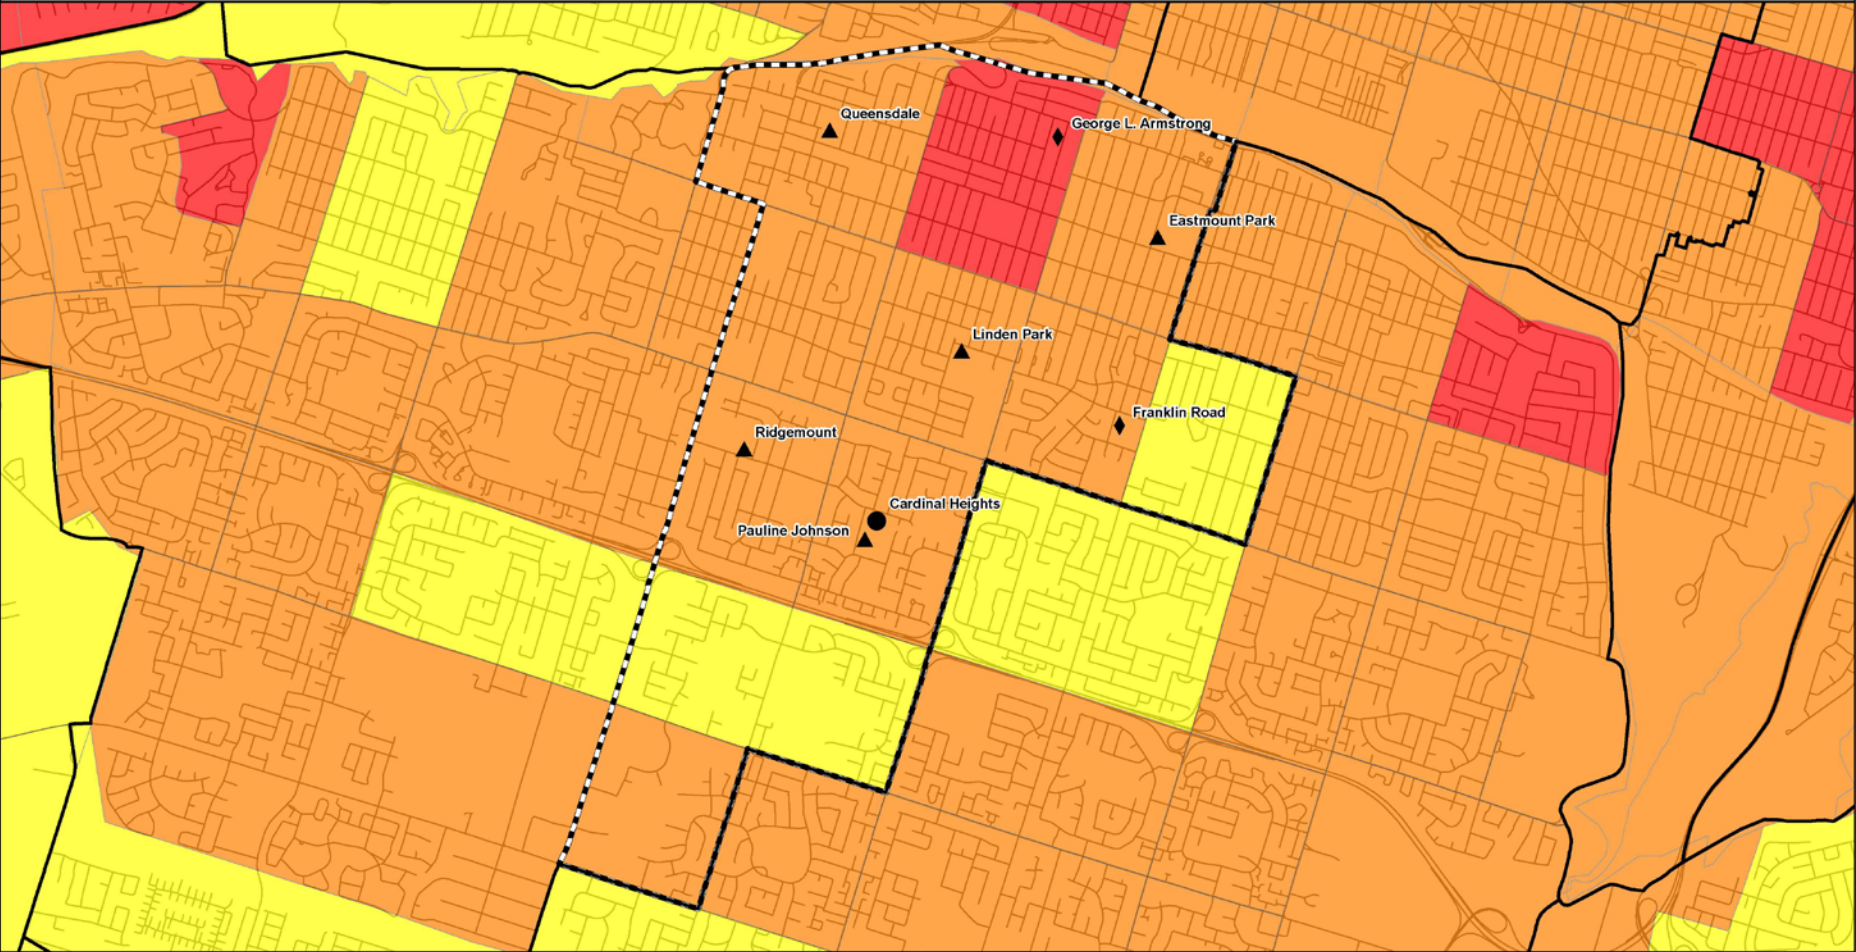 Queensdale
George L. Armstrong
Eastmount Park
Linden Park
Franklin Road
Ridgemount
Cardinal Heights
Pauline Johnson